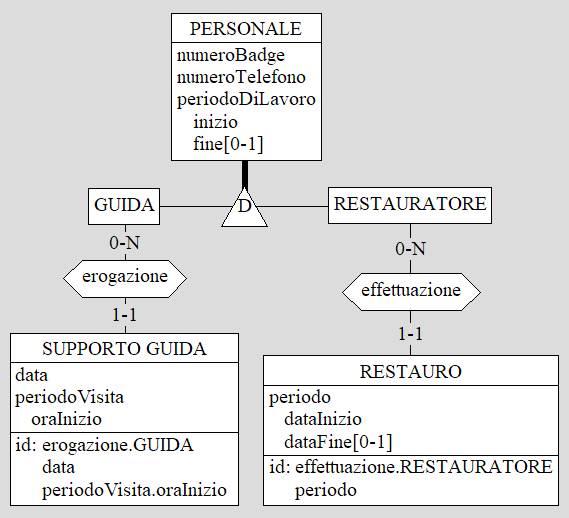 PERSONALE
numeroBadge
numeroTelefono
periodoDiLavoro
inizio
fine[0-1]
GUIDA
D
RESTAURATORE
0-N
0-N
erogazione
effettuazione
1-1
1-1
SUPPORTO GUIDA
data
periodoVisita
oraInizio
id: erogazione.GUIDA
data
periodoVisita.oraInizio
RESTAURO
periodo
dataInizio
dataFine[0-1]
id: effettuazione.RESTAURATORE
periodo